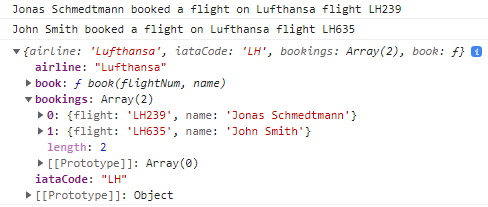 Jonas Schmedtmann booked a flight on Lufthansa flight LH239
John Smith booked a flight on Lufthansa flight LH635
▼ {airline: 'Lufthansa', iataCode: 'LH', bookings: Array(2), book: ƒ} i
airline: "Lufthansa"
▶ book: ƒ book(flightNum, name)
▼ bookings: Array(2)
▶ 0: {flight: 'LH239', name: 'Jonas Schmedtmann'}
▶ 1: {flight: 'LH635', name: 'John Smith'}
length: 2
▶ [[Prototype]]: Array(0)
iataCode: "LH"
▶ [[Prototype]]: Object